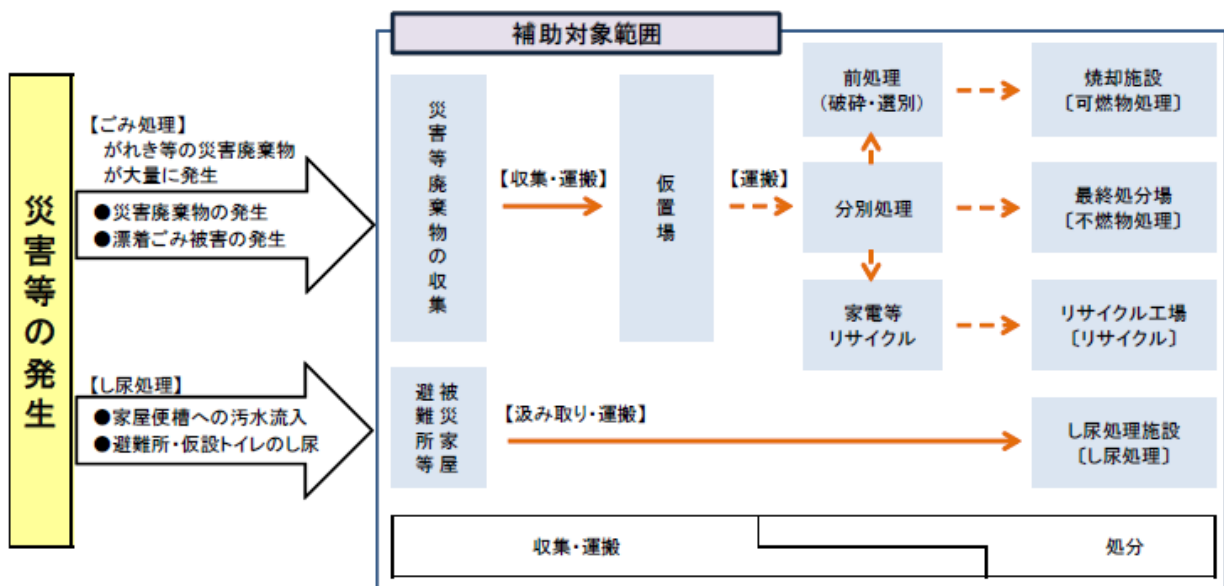 補助対象範囲
災害等の発生
【ごみ処理】
がれき等の災害廃棄物
が大量に発生
●災害廃棄物の発生
●漂着ごみ被害の発生
災害等廃棄物の収集
【収集・運搬】
仮置場
【運搬】
前処理
(破砕・選別)
分別処理
家電等
リサイクル
焼却施設
〔可燃物処理〕
最終処分場
〔不燃物処理〕
リサイクル工場
〔リサイクル〕
【し尿処理】
●家屋便槽への汚水流入
●避難所・仮設トイレのし尿
被災家屋
避難所等
【汲み取り・運搬】
し尿処理施設
〔し尿処理〕
収集・運搬
処分